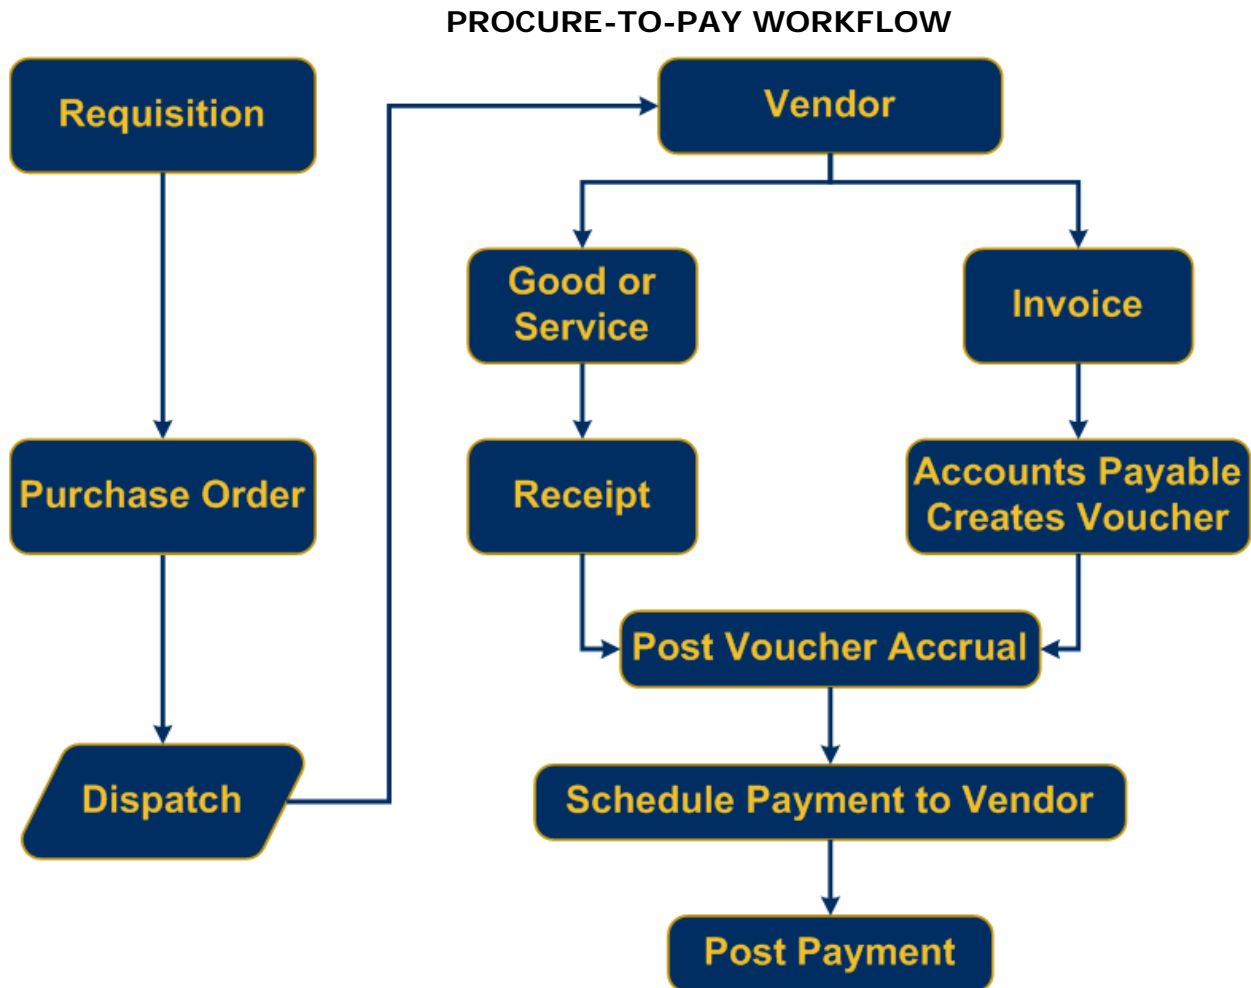 PROCURE-TO-PAY WORKFLOW
Requisition
Purchase Order
Dispatch
Vendor
Good or
Service
Receipt
Invoice
Accounts Payable
Creates Voucher
Post Voucher Accrual
Schedule Payment to Vendor
Post Payment